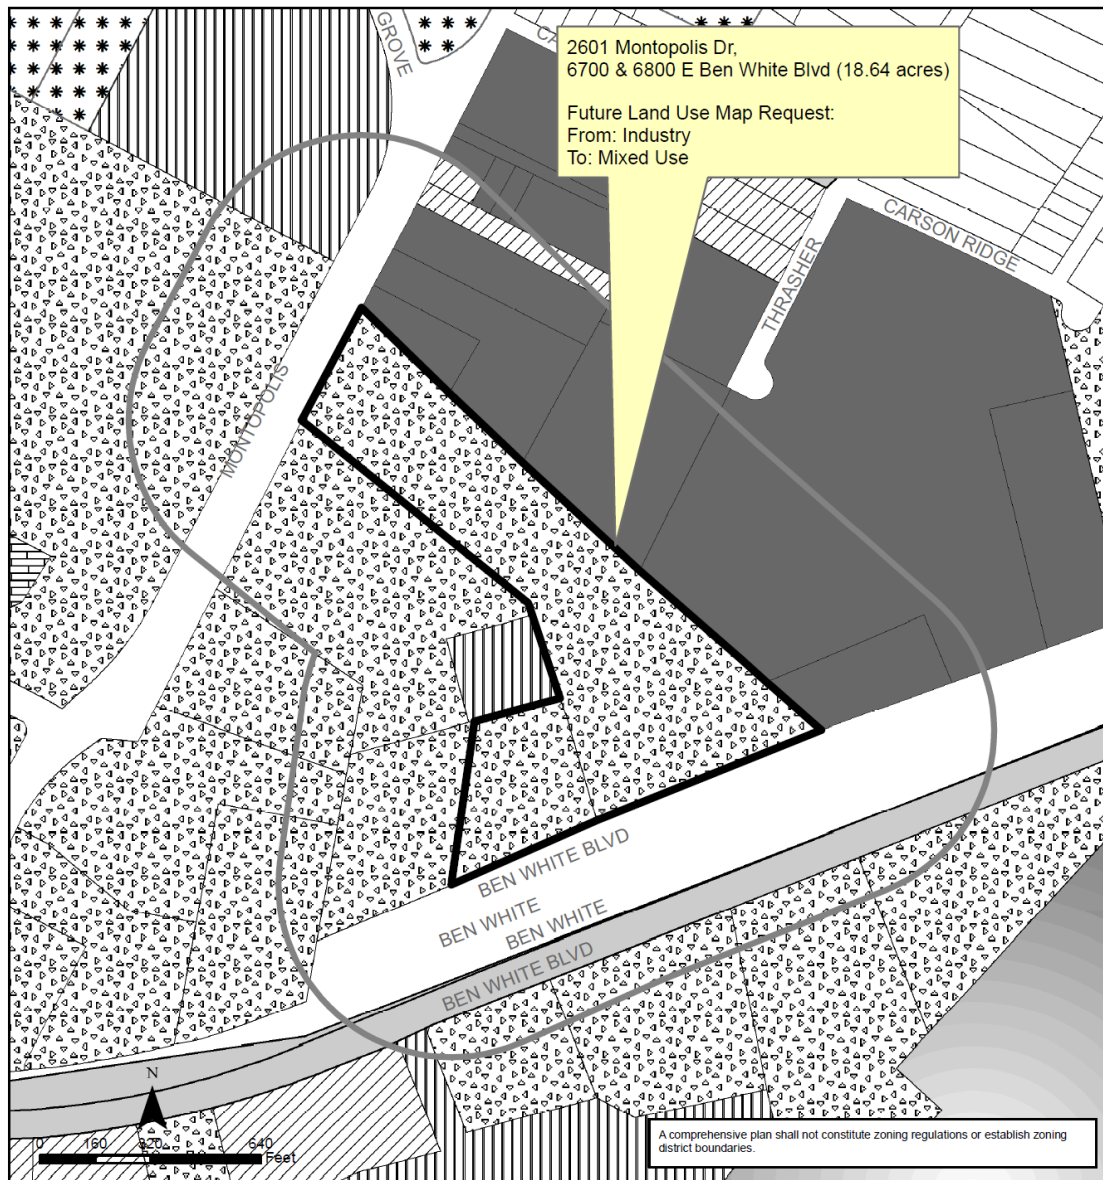 GROVE
CA
2601 Montopolis Dr,
6700 & 6800 E Ben White Blvd (18.64 acres)
Future Land Use Map Request:
From: Industry
To: Mixed Use
CARSON RIDGE
THRASHER
MONTOPOLIS
BEN WHITE BLVD
BEN WHITE
BEN WHITE
BEN WHITE BLVD
N
0 160 320 640
Feet
A comprehensive plan shall not constitute zoning regulations or establish zoning
district boundaries.